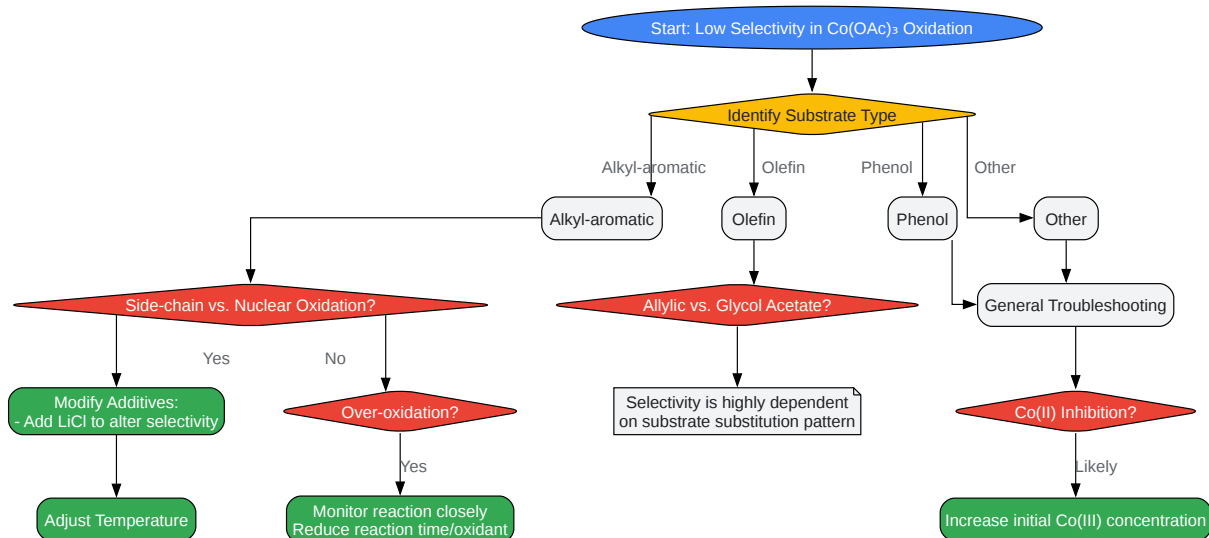 Start: Low Selectivity in Co(OAc)₃ Oxidation
Identify Substrate Type
Alkyl-aromatic
Olefin
Phenol
Other
Alkyl-aromatic
Olefin
Phenol
Other
Side-chain vs. Nuclear Oxidation?
Allylic vs. Glycol Acetate?
General Troubleshooting
Yes
No
Modify Additives:
- Add LiCl to alter selectivity
Over-oxidation?
Selectivity is highly dependent
on substrate substitution pattern
Co(II) Inhibition?
Yes
Likely
Adjust Temperature
Monitor reaction closely
Reduce reaction time/oxidant
Increase initial Co(III) concentration